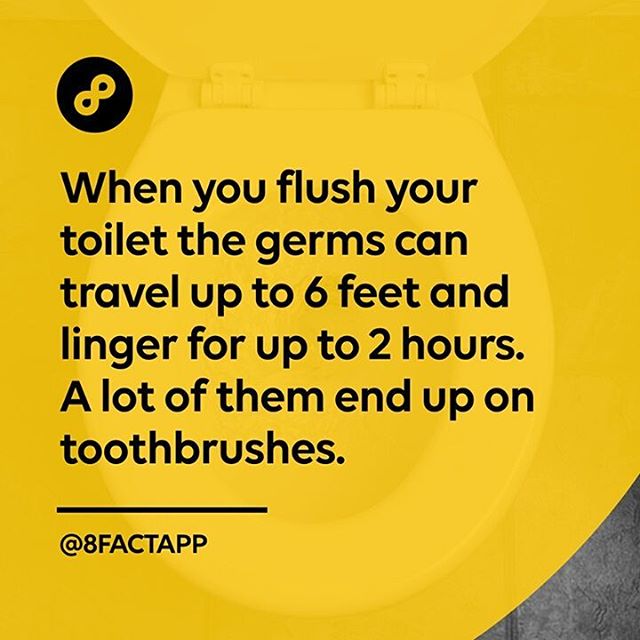 When you flush your
toilet the germs can
travel up to 6 feet and
linger for up to 2 hours.
A lot of them end up on
toothbrushes.
@8FACTAPP